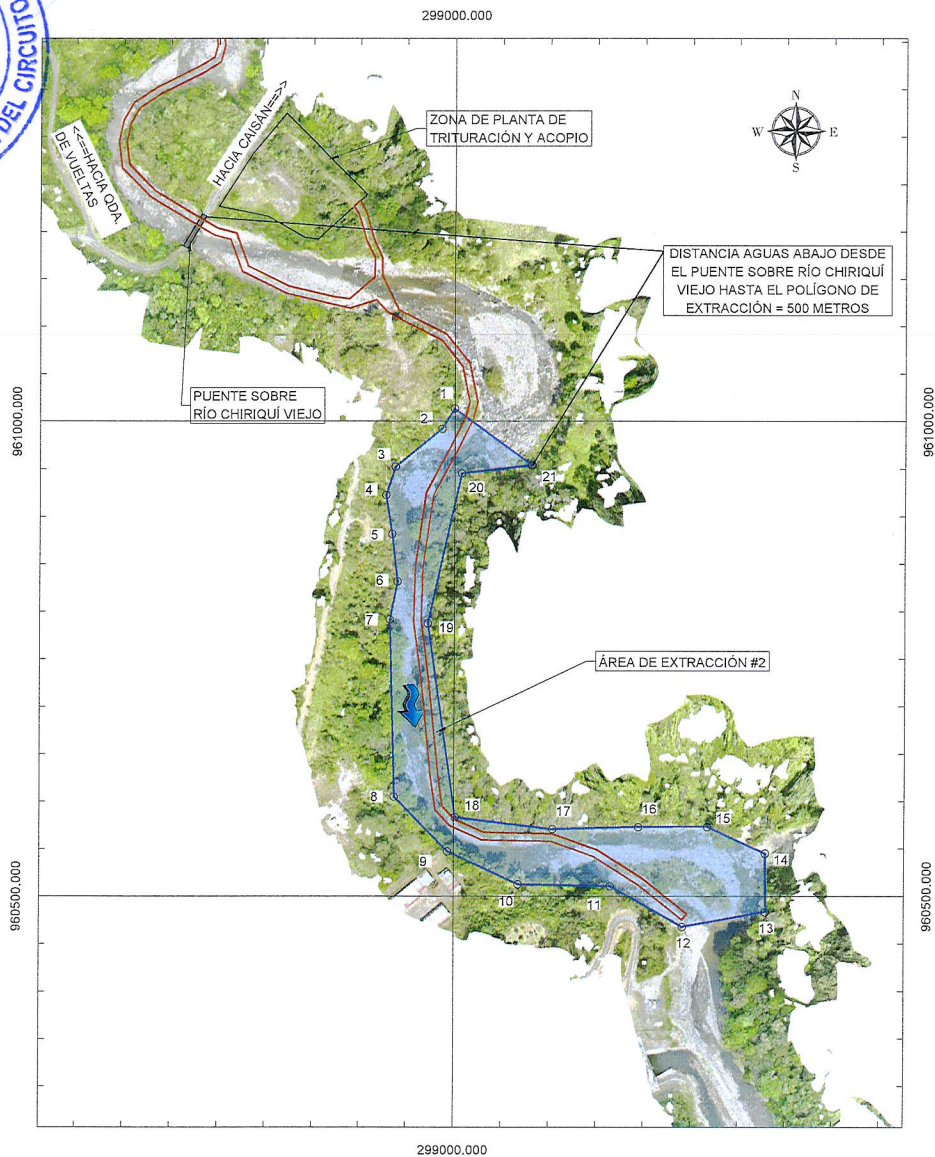 DEL CIRCUITO
299000.000
N
W E
S
ZONA DE PLANTA DE
TRITURACIÓN Y ACOPIO
HACIA CAISÁN==>>
<<==HACIA QDA.
DE VUELTAS
DISTANCIA AGUAS ABAJO DESDE
EL PUENTE SOBRE RÍO CHIRIQUÍ
VIEJO HASTA EL POLÍGONO DE
EXTRACCIÓN = 500 METROS
PUENTE SOBRE
RÍO CHIRIQUÍ VIEJO
961000.000
961000.000
1
2
3
4
5
6
7
8
9
10
11
12
13
14
15
16
17
18
19
20
21
ÁREA DE EXTRACCIÓN #2
960500.000
960500.000
299000.000